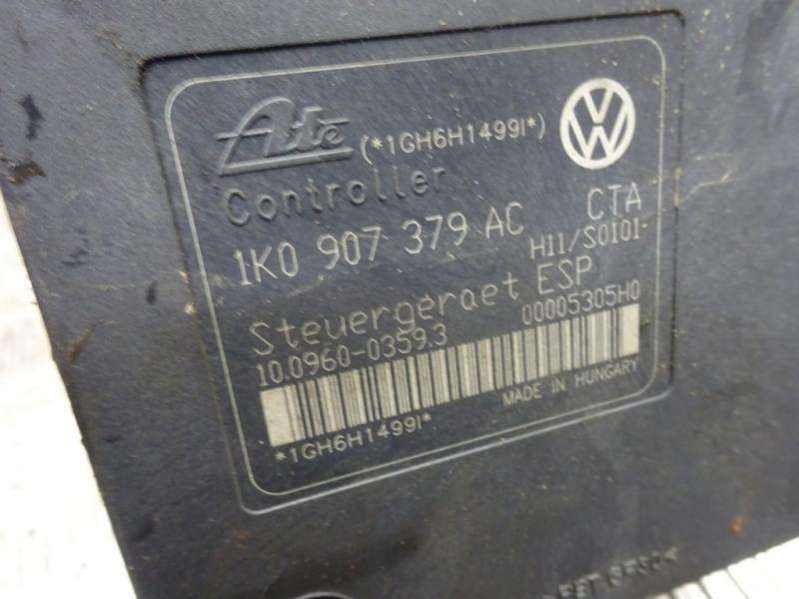 Ate (*1GH6H1499I*)
Controller
1K0 907 379 AC CTA
H11/S0101-
Steuergeraet ESP
10.0960-0359.3 00005305H0
MADE IN HUNGARY
*1GH6H1499I*